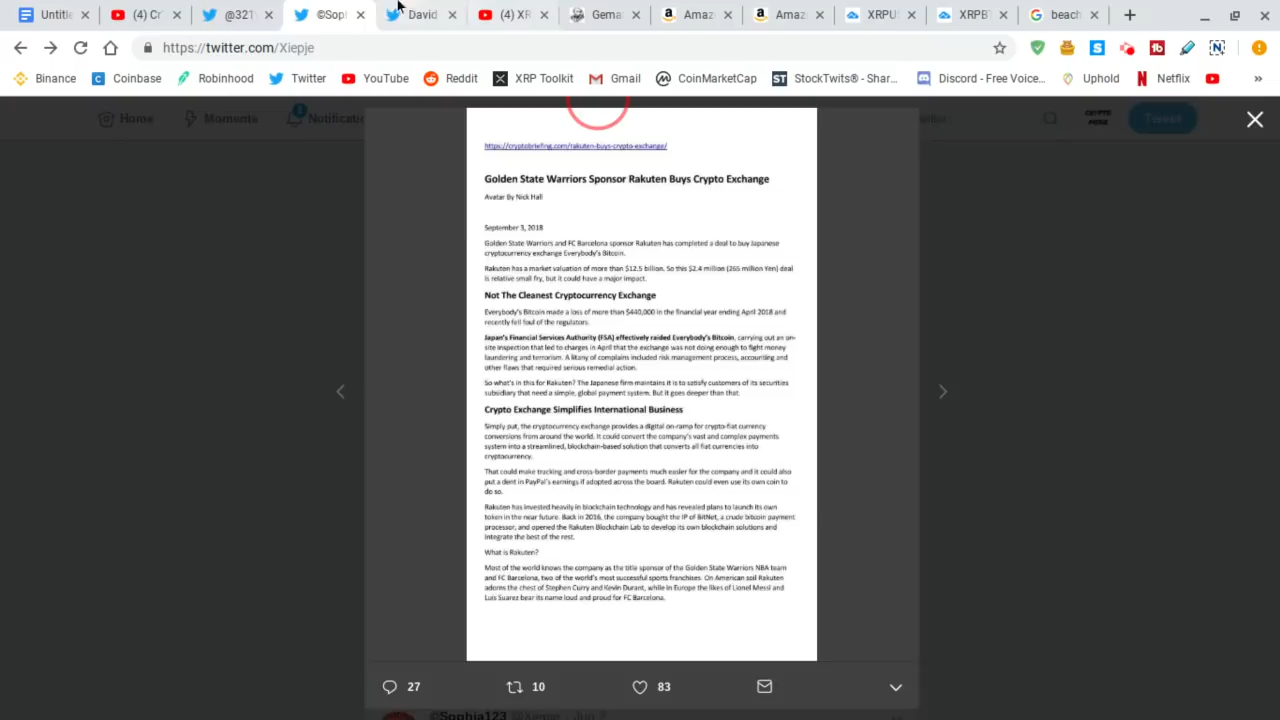 Untitle
(4) C
@321
©Sopl
David
(4) XR
Gema
Amaz
Amaz
XRPU
XRPB
beach
https://twitter.com/Xiepje
Binance
Coinbase
Robinhood
Twitter
YouTube
Reddit
XRP Toolkit
Gmail
CoinMarketCap
StockTwits® - Shar...
Discord - Free Voice...
Uphold
Netflix
Home
Moments
Notificatio
Tweet
https://cryptobriefing.com/rakuten-buys-crypto-exchange/
Golden State Warriors Sponsor Rakuten Buys Crypto Exchange
Avatar By Nick Hall
September 3, 2018
Golden State Warriors and FC Barcelona sponsor Rakuten has completed a deal to buy Japanese
cryptocurrency exchange Everybody's Bitcoin.
Rakuten has a market valuation of more than $12.5 billion. So this $2.4 million (265 million Yen) deal
is relative small fry, but it could have a major impact.
Not The Cleanest Cryptocurrency Exchange
Everybody's Bitcoin made a loss of more than $440,000 in the financial year ending April 2018 and
recently fell foul of the regulators.
Japan's Financial Services Authority (FSA) effectively raided Everybody's Bitcoin, carrying out an on-
site inspection that led to charges in April that the exchange was not doing enough to fight money
laundering and terrorism. A litany of complains included risk management process, accounting and
other flaws that required serious remedial action.
So what's in this for Rakuten? The Japanese firm maintains it is to satisfy customers of its securities
subsidiary that need a simple, global payment system. But it goes deeper than that.
Crypto Exchange Simplifies International Business
Simply put, the cryptocurrency exchange provides a digital on-ramp for crypto-fiat currency
conversions from around the world. It could convert the company's vast and complex payments
system into a streamlined, blockchain-based solution that converts all fiat currencies into
cryptocurrency.
That could make tracking and cross-border payments much easier for the company and it could also
put a dent in PayPal's earnings if adopted across the board. Rakuten could even use its own coin to
do so.
Rakuten has invested heavily in blockchain technology and has revealed plans to launch its own
token in the near future. Back in 2016, the company bought the IP of BitNet, a crude bitcoin payment
processor, and opened the Rakuten Blockchain Lab to develop its own blockchain solutions and
integrate the best of the rest.
What is Rakuten?
Most of the world knows the company as the title sponsor of the Golden State Warriors NBA team
and FC Barcelona, two of the world's most successful sports franchises. On American soil Rakuten
adorns the chest of Stephen Curry and Kevin Durant, while in Europe the likes of Lionel Messi and
Luis Suarez bear its name loud and proud for FC Barcelona.
27
10
83
©Sophia123 @Xiepje